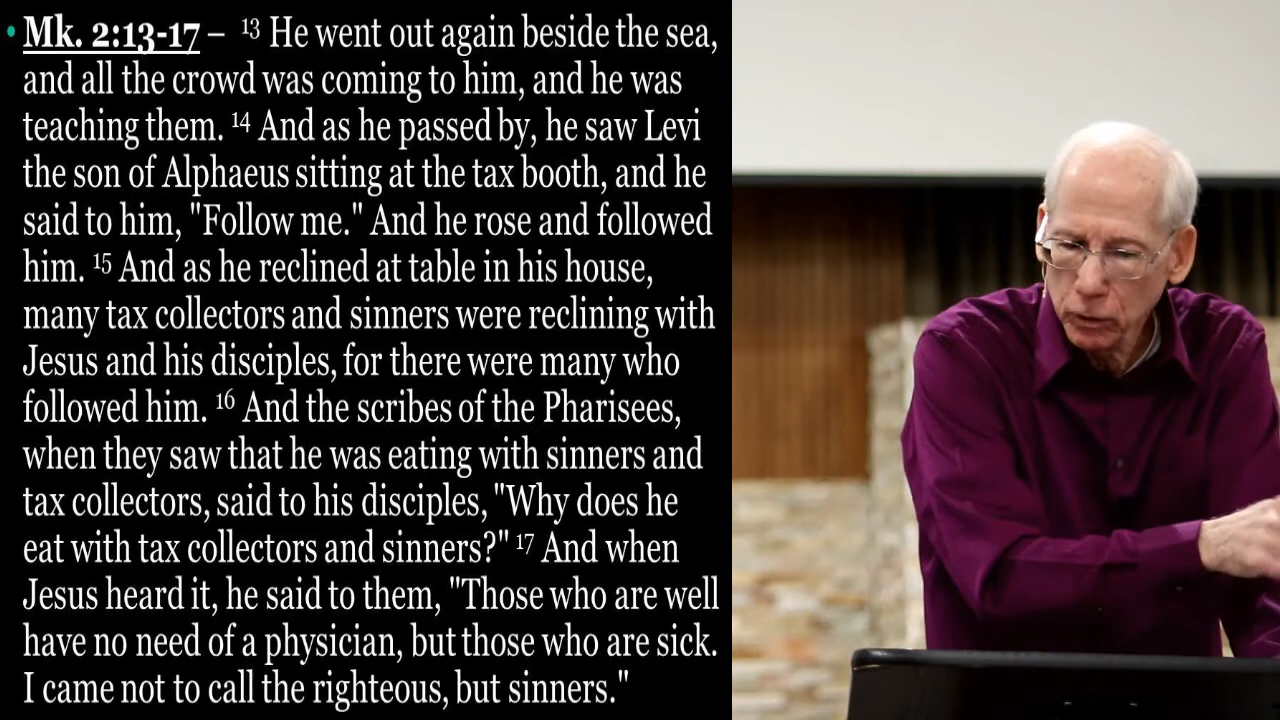 • Mk. 2:13-17 – 13 He went out again beside the sea,
and all the crowd was coming to him, and he was
teaching them. 14 And as he passed by, he saw Levi
the son of Alphaeus sitting at the tax booth, and he
said to him, "Follow me." And he rose and followed
him. 15 And as he reclined at table in his house,
many tax collectors and sinners were reclining with
Jesus and his disciples, for there were many who
followed him. 16 And the scribes of the Pharisees,
when they saw that he was eating with sinners and
tax collectors, said to his disciples, "Why does he
eat with tax collectors and sinners?" 17 And when
Jesus heard it, he said to them, "Those who are well
have no need of a physician, but those who are sick.
I came not to call the righteous, but sinners."